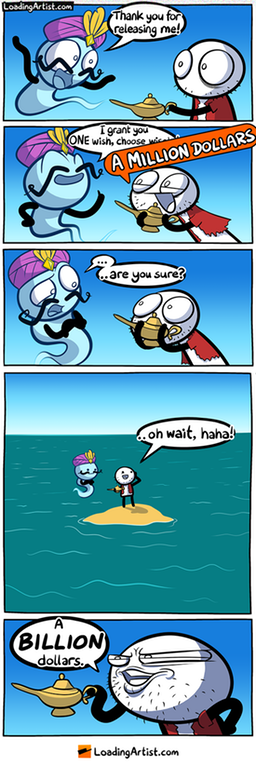 LoadingArtist.com
Thank you for
releasing me!
I grant you
ONE wish, choose
A MILLION DOLLARS
...
..are you sure?
..oh wait, haha!
A
BILLION
dollars.
LoadingArtist.com